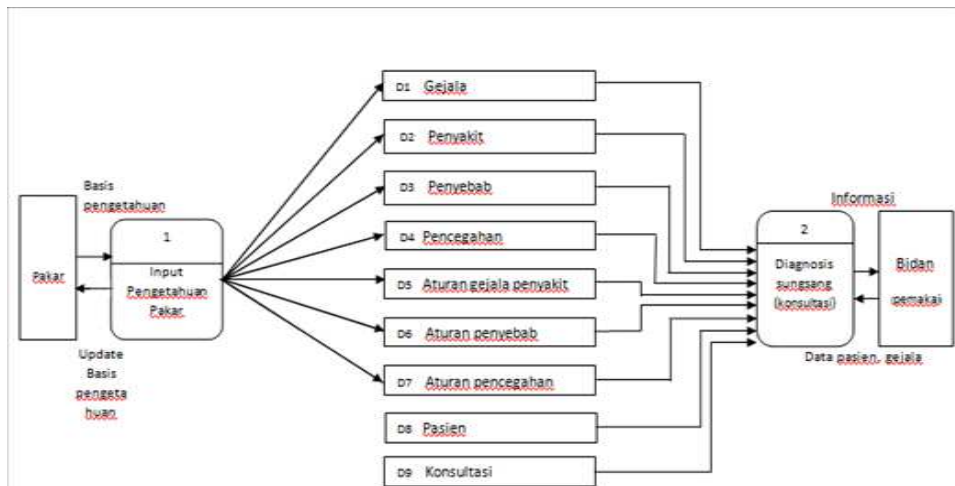 D1 Gejala
D2 Penyakit
D3 Penyebab
D4 Pencegahan
D5 Aturan gejala penyakit
D6 Aturan penyebab
D7 Aturan pencegahan
D8 Pasien
D9 Konsultasi
Basis
pengetahuan
Pakar
1
Input
Pengetahuan
Pakar
Update
Basis
pengeta
huan
Informasi
2
Diagnosis
sungsang
(konsultasi)
Bidan
(pemakai)
Data pasien, gejala